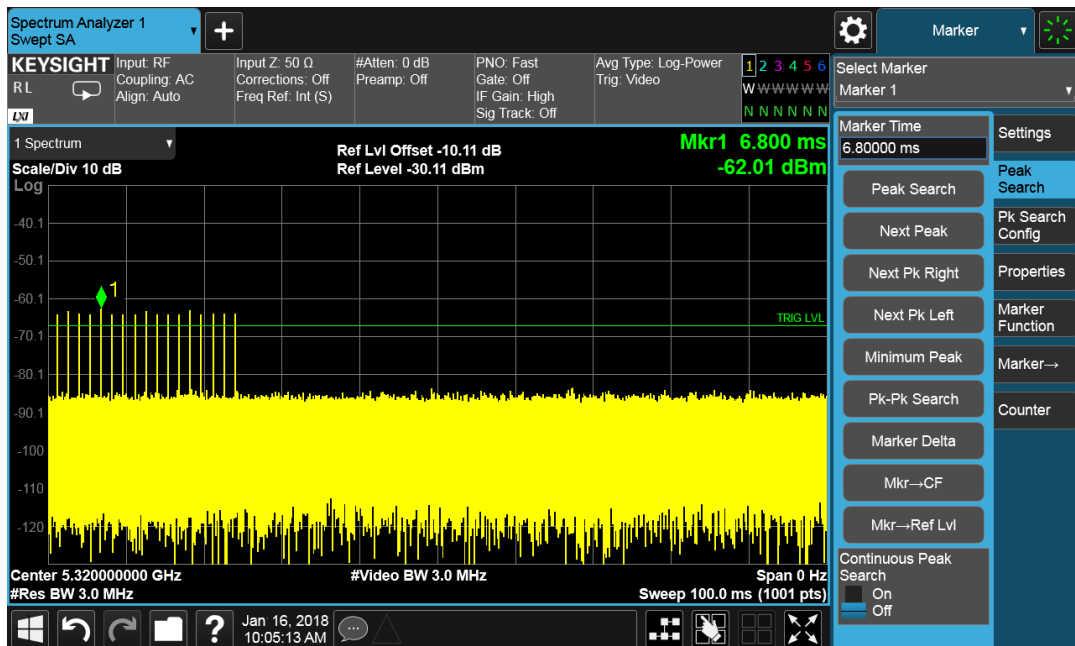 Spectrum Analyzer 1
Swept SA
Marker
KEYSIGHT
R L
LXI
Input: RF
Coupling: AC
Align: Auto
Input Z: 50 Ω
Corrections: Off
Freq Ref: Int (S)
#Atten: 0 dB
Preamp: Off
PNO: Fast
Gate: Off
IF Gain: High
Sig Track: Off
Avg Type: Log-Power
Trig: Video
1 2 3 4 5 6
W W W W W W
N N N N N N
Select Marker
Marker 1
1 Spectrum
Scale/Div 10 dB
Ref Lvl Offset -10.11 dB
Ref Level -30.11 dBm
Mkr1 6.800 ms
-62.01 dBm
Log
-40.1
-50.1
-60.1
-70.1
-80.1
-90.1
-100
-110
-120
1
TRIG LVL
Center 5.320000000 GHz
#Res BW 3.0 MHz
#Video BW 3.0 MHz
Span 0 Hz
Sweep 100.0 ms (1001 pts)
Marker Time
6.80000 ms
Peak Search
Next Peak
Next Pk Right
Next Pk Left
Minimum Peak
Pk-Pk Search
Marker Delta
Mkr→CF
Mkr→Ref Lvl
Continuous Peak
Search
On
Off
Settings
Peak
Search
Pk Search
Config
Properties
Marker
Function
Marker→
Counter
?
Jan 16, 2018
10:05:13 AM